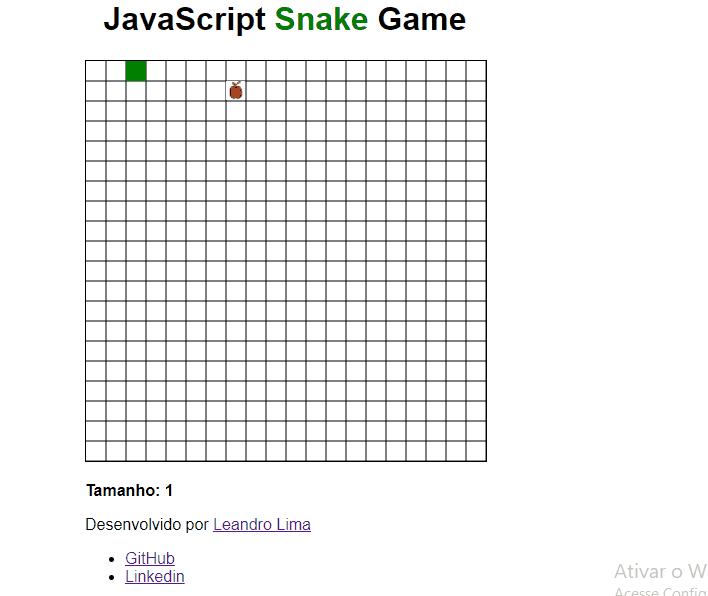 JavaScript Snake Game
Tamanho: 1
Desenvolvido por Leandro Lima
GitHub
Linkedin
Ativar o W
Acesse Config